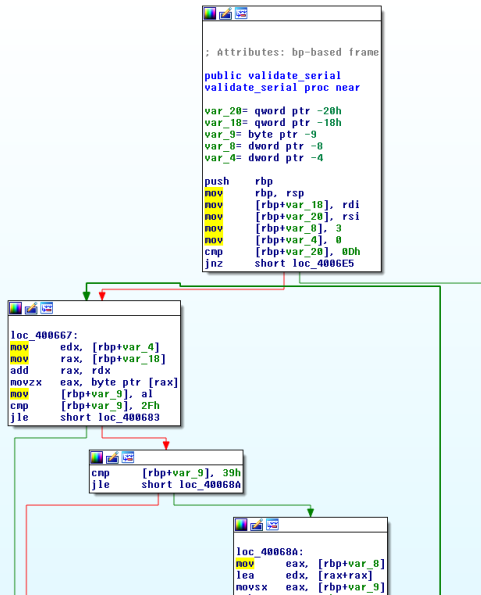 ; Attributes: bp-based frame
public validate_serial
validate_serial proc near
var_20= qword ptr -20h
var_18= qword ptr -18h
var_9= byte ptr -9
var_8= dword ptr -8
var_4= dword ptr -4
push rbp
mov rbp, rsp
mov [rbp+var_18], rdi
mov [rbp+var_20], rsi
mov [rbp+var_8], 3
mov [rbp+var_4], 0
cmp [rbp+var_20], 0Dh
jnz short loc_4006E5
loc_400667:
mov edx, [rbp+var_4]
mov rax, [rbp+var_18]
add rax, rdx
movzx eax, byte ptr [rax]
mov [rbp+var_9], al
cmp [rbp+var_9], 2Fh
jle short loc_400683
cmp [rbp+var_9], 39h
jle short loc_40068A
loc_40068A:
mov eax, [rbp+var_8]
lea edx, [rax+rax]
movsx eax, [rbp+var_9]